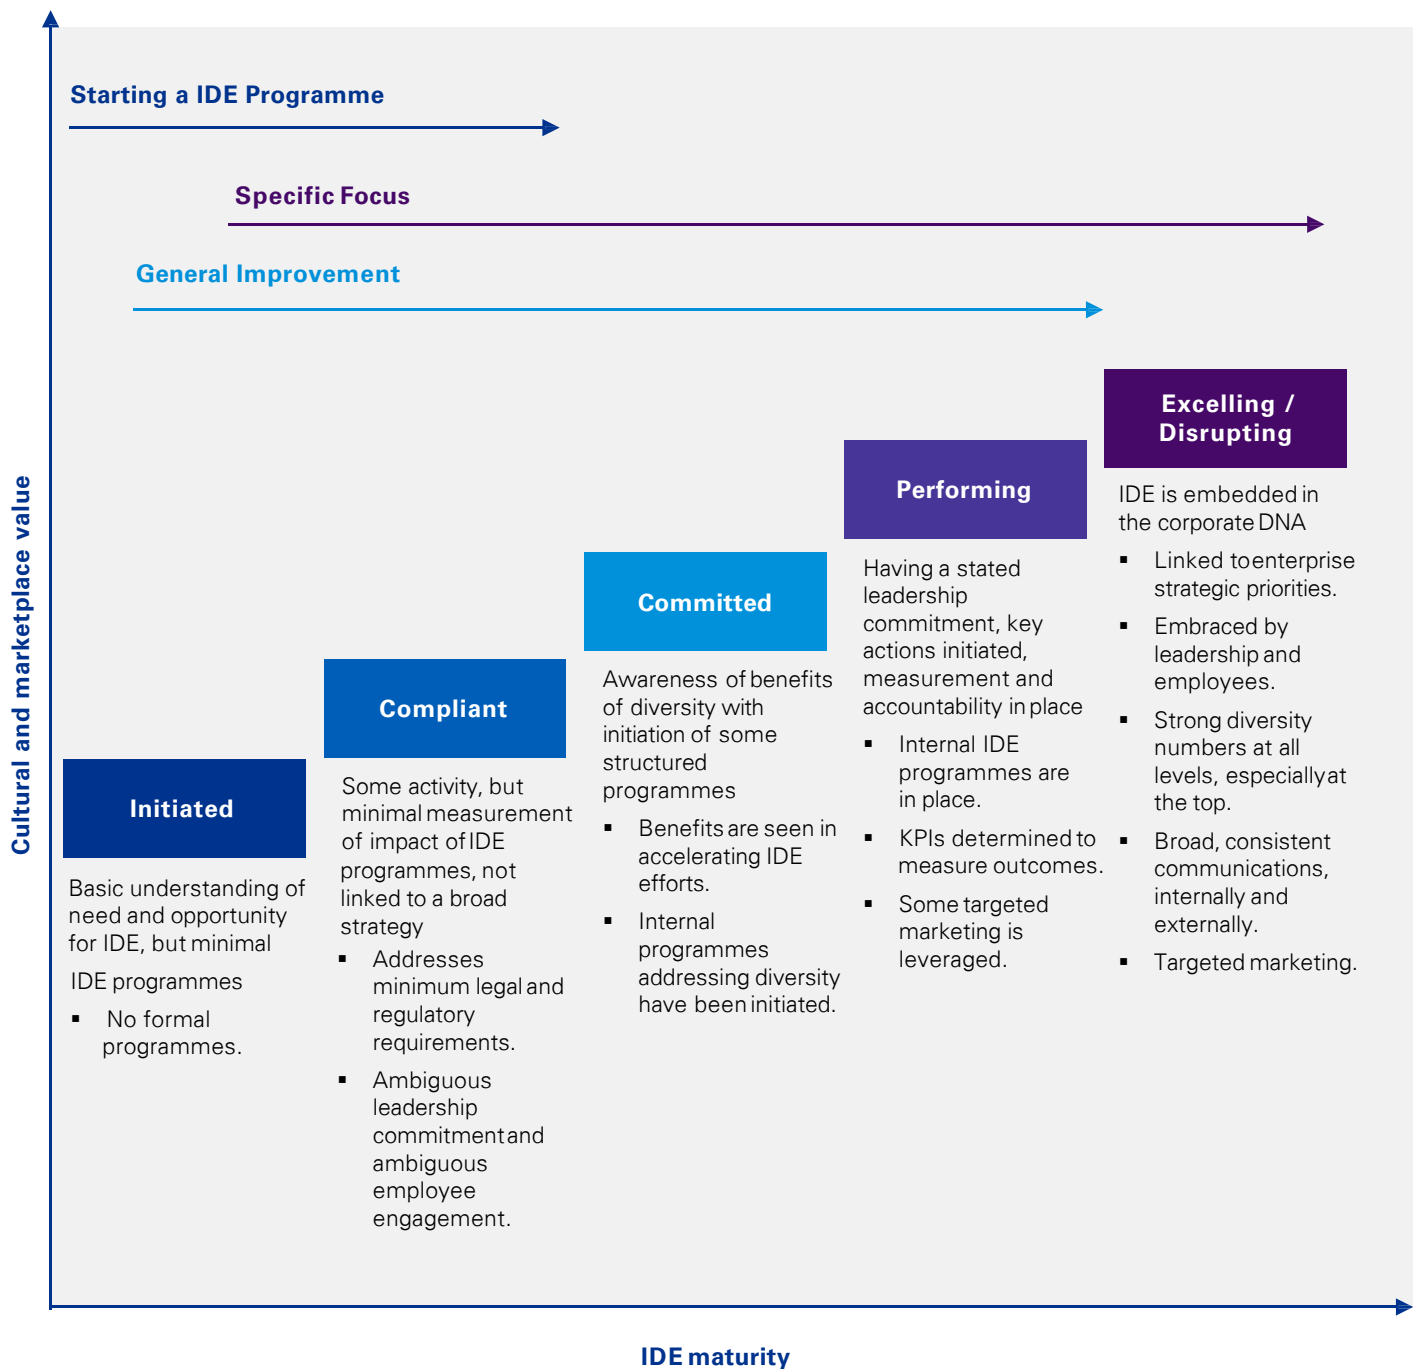 Starting a IDE Programme
Specific Focus
General Improvement
Cultural and marketplace value
Initiated
Basic understanding of
need and opportunity
for IDE, but minimal
IDE programmes
▪ No formal
programmes.
Compliant
Some activity, but
minimal measurement
of impact of IDE
programmes, not
linked to a broad
strategy
▪ Addresses
minimum legal and
regulatory
requirements.
▪ Ambiguous
leadership
commitment and
ambiguous
employee
engagement.
Committed
Awareness of benefits
of diversity with
initiation of some
structured
programmes
▪ Benefits are seen in
accelerating IDE
efforts.
▪ Internal
programmes
addressing diversity
have been initiated.
Performing
Having a stated
leadership
commitment, key
actions initiated,
measurement and
accountability in place
▪ Internal IDE
programmes are
in place.
▪ KPIs determined to
measure outcomes.
▪ Some targeted
marketing is
leveraged.
Excelling /
Disrupting
IDE is embedded in
the corporate DNA
▪ Linked to enterprise
strategic priorities.
▪ Embraced by
leadership and
employees.
▪ Strong diversity
numbers at all
levels, especially at
the top.
▪ Broad, consistent
communications,
internally and
externally.
▪ Targeted marketing.
IDE maturity